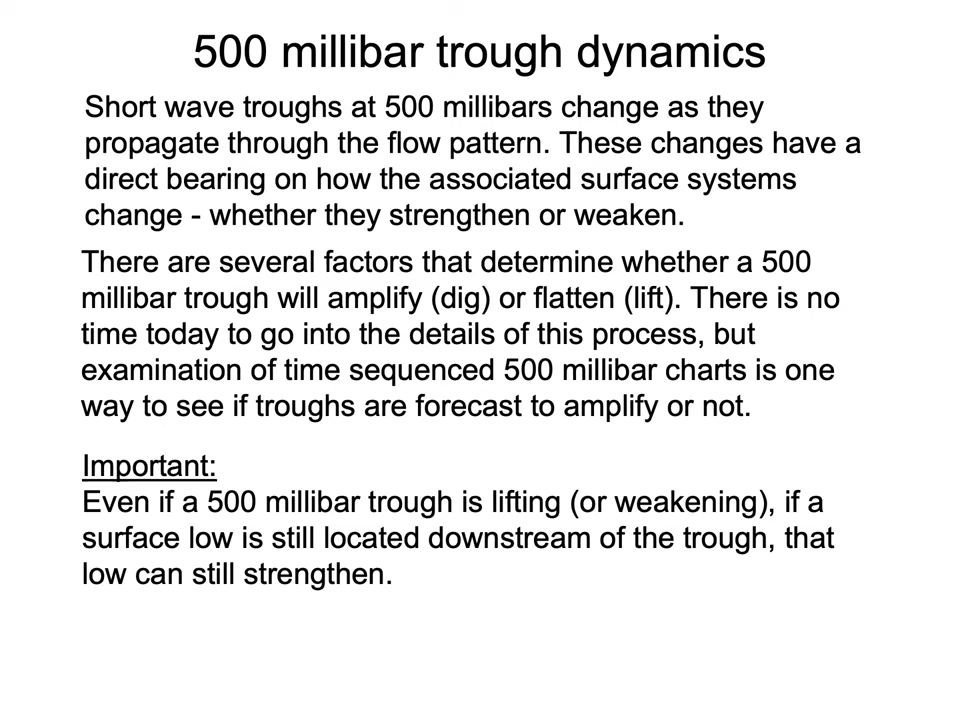 500 millibar trough dynamics
Short wave troughs at 500 millibars change as they
propagate through the flow pattern. These changes have a
direct bearing on how the associated surface systems
change - whether they strengthen or weaken.
There are several factors that determine whether a 500
millibar trough will amplify (dig) or flatten (lift). There is no
time today to go into the details of this process, but
examination of time sequenced 500 millibar charts is one
way to see if troughs are forecast to amplify or not.
Important:
Even if a 500 millibar trough is lifting (or weakening), if a
surface low is still located downstream of the trough, that
low can still strengthen.